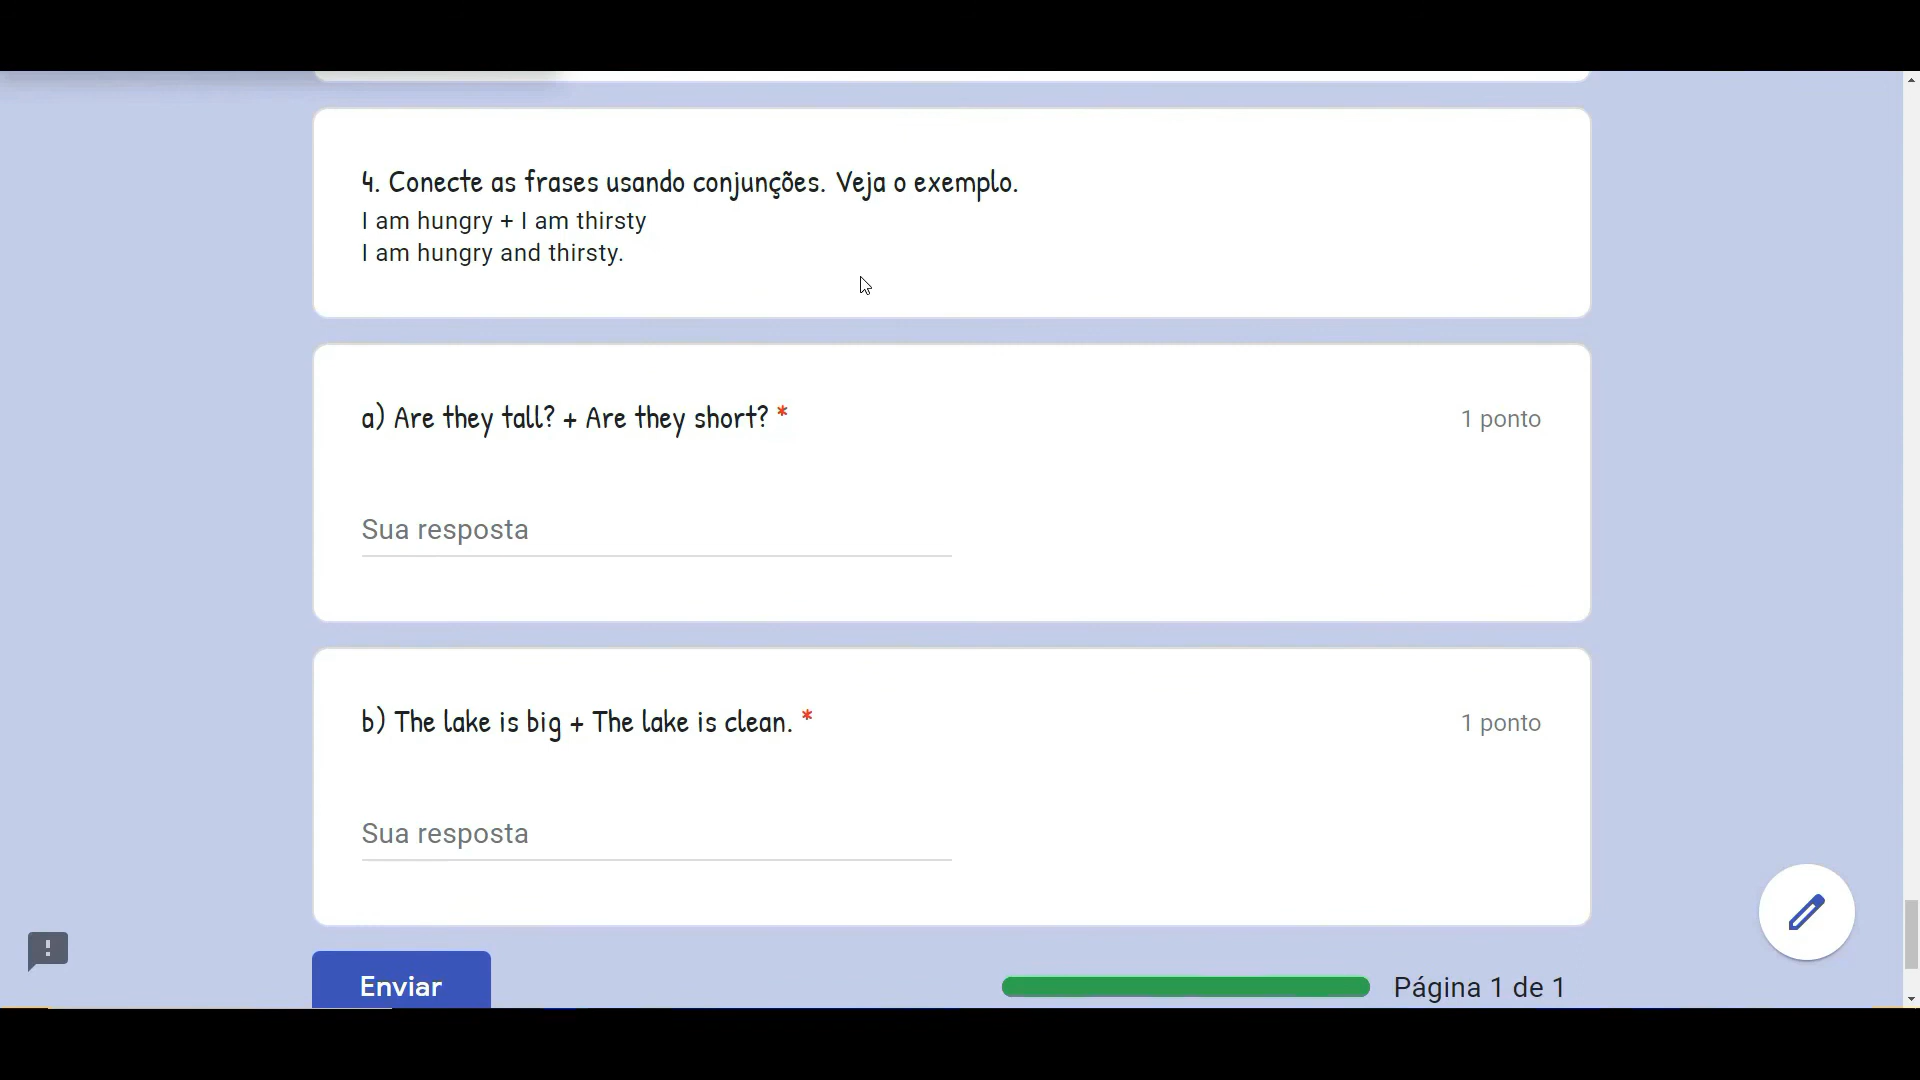 4. Conecte as frases usando conjunções. Veja o exemplo.
I am hungry + I am thirsty
I am hungry and thirsty.
a) Are they tall? + Are they short? *
1 ponto
Sua resposta
b) The lake is big + The lake is clean. *
1 ponto
Sua resposta
Enviar
Página 1 de 1